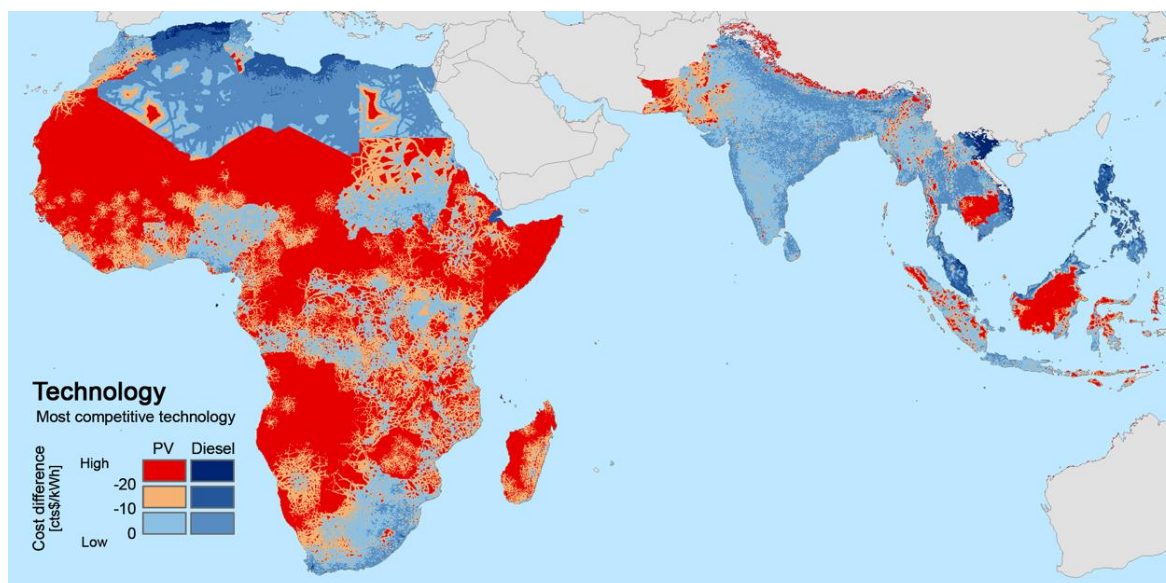 Technology
Most competitive technology
PV Diesel
High
-20
-10
0
Low
Cost difference
[cts$/kWh]